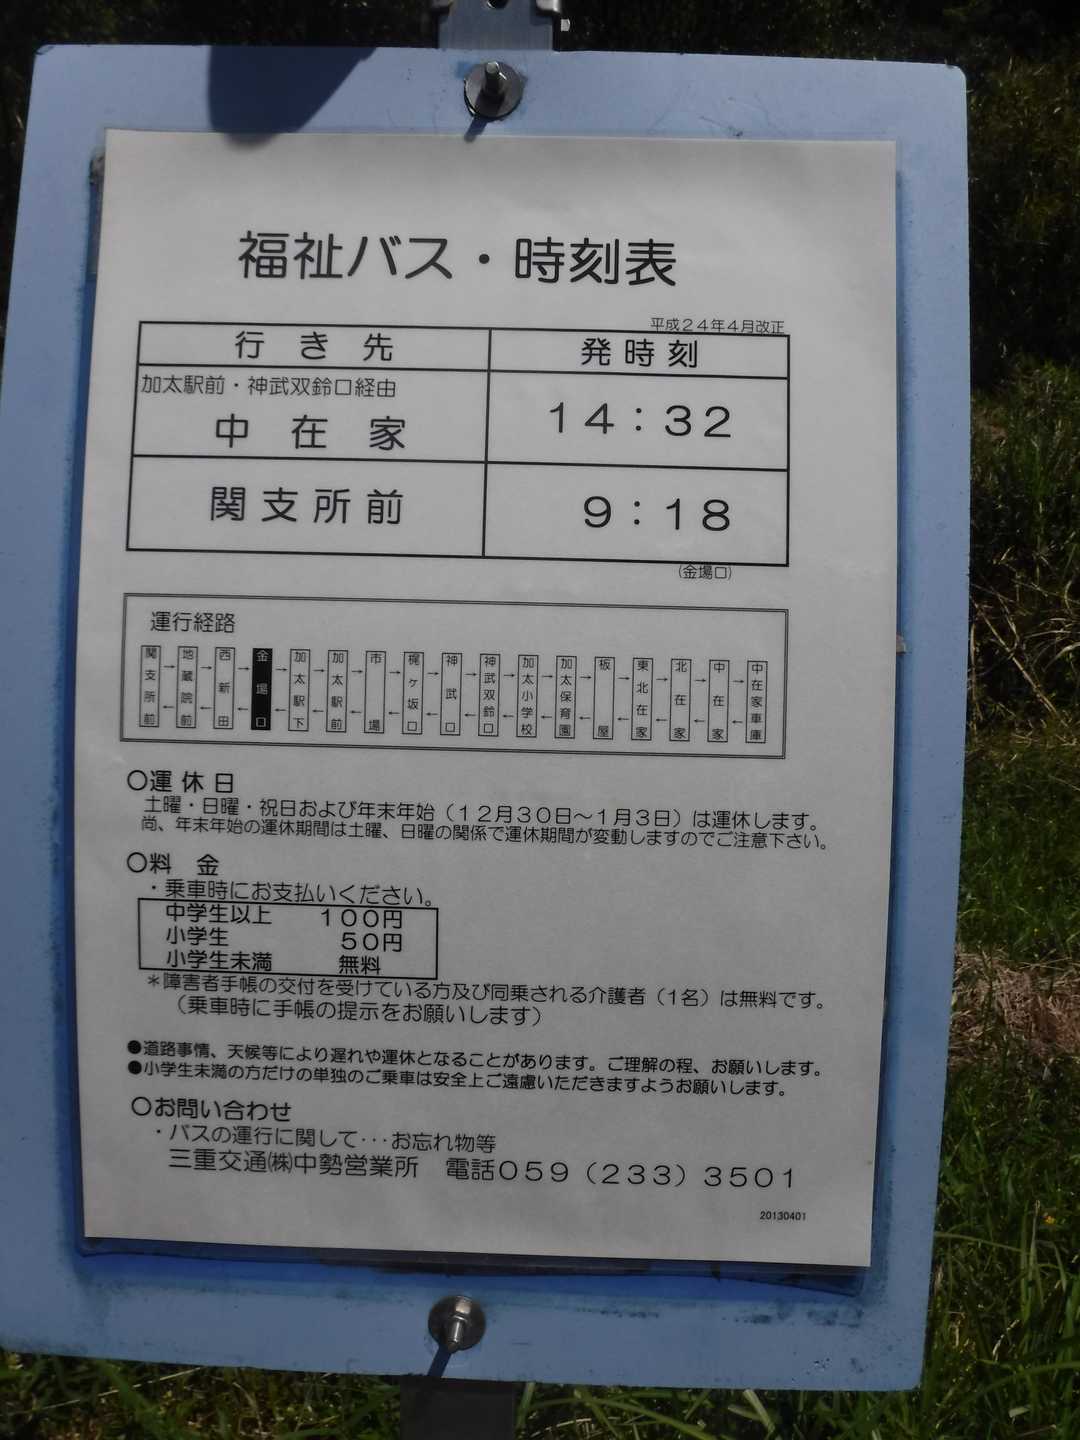 福祉バス・時刻表
平成24年4月改正
行き先 発時刻
加太駅前・神武双鈴口経由
中在家 14:32
関支所前 9:18
(金場口)
運行経路
関支所前 → ← 地蔵院前 → ← 西新田 → ← 金場口 → ← 加太駅下 → ← 加太駅前 → ← 市場 → ← 梶ヶ坂口 → ← 神武口 → ← 神武双鈴口 → ← 加太小学校 → ← 加太保育園 → ← 板屋 → ← 東北在家 → ← 北在家 → ← 中在家 → ← 中在家車庫
○運休日
土曜・日曜・祝日および年末年始(12月30日～1月3日)は運休します。
尚、年末年始の運休期間は土曜、日曜の関係で運休期間が変動しますのでご注意下さい。
○料金
・乗車時にお支払いください。
中学生以上 100円
小学生 50円
小学生未満 無料
*障害者手帳の交付を受けている方及び同乗される介護者(1名)は無料です。
(乗車時に手帳の提示をお願いします)
●道路事情、天候等により遅れや運休となることがあります。ご理解の程、お願いします。
●小学生未満の方だけの単独のご乗車は安全上ご遠慮いただきますようお願いします。
○お問い合わせ
・バスの運行に関して･･･お忘れ物等
三重交通㈱中勢営業所 電話059(233)3501
20130401